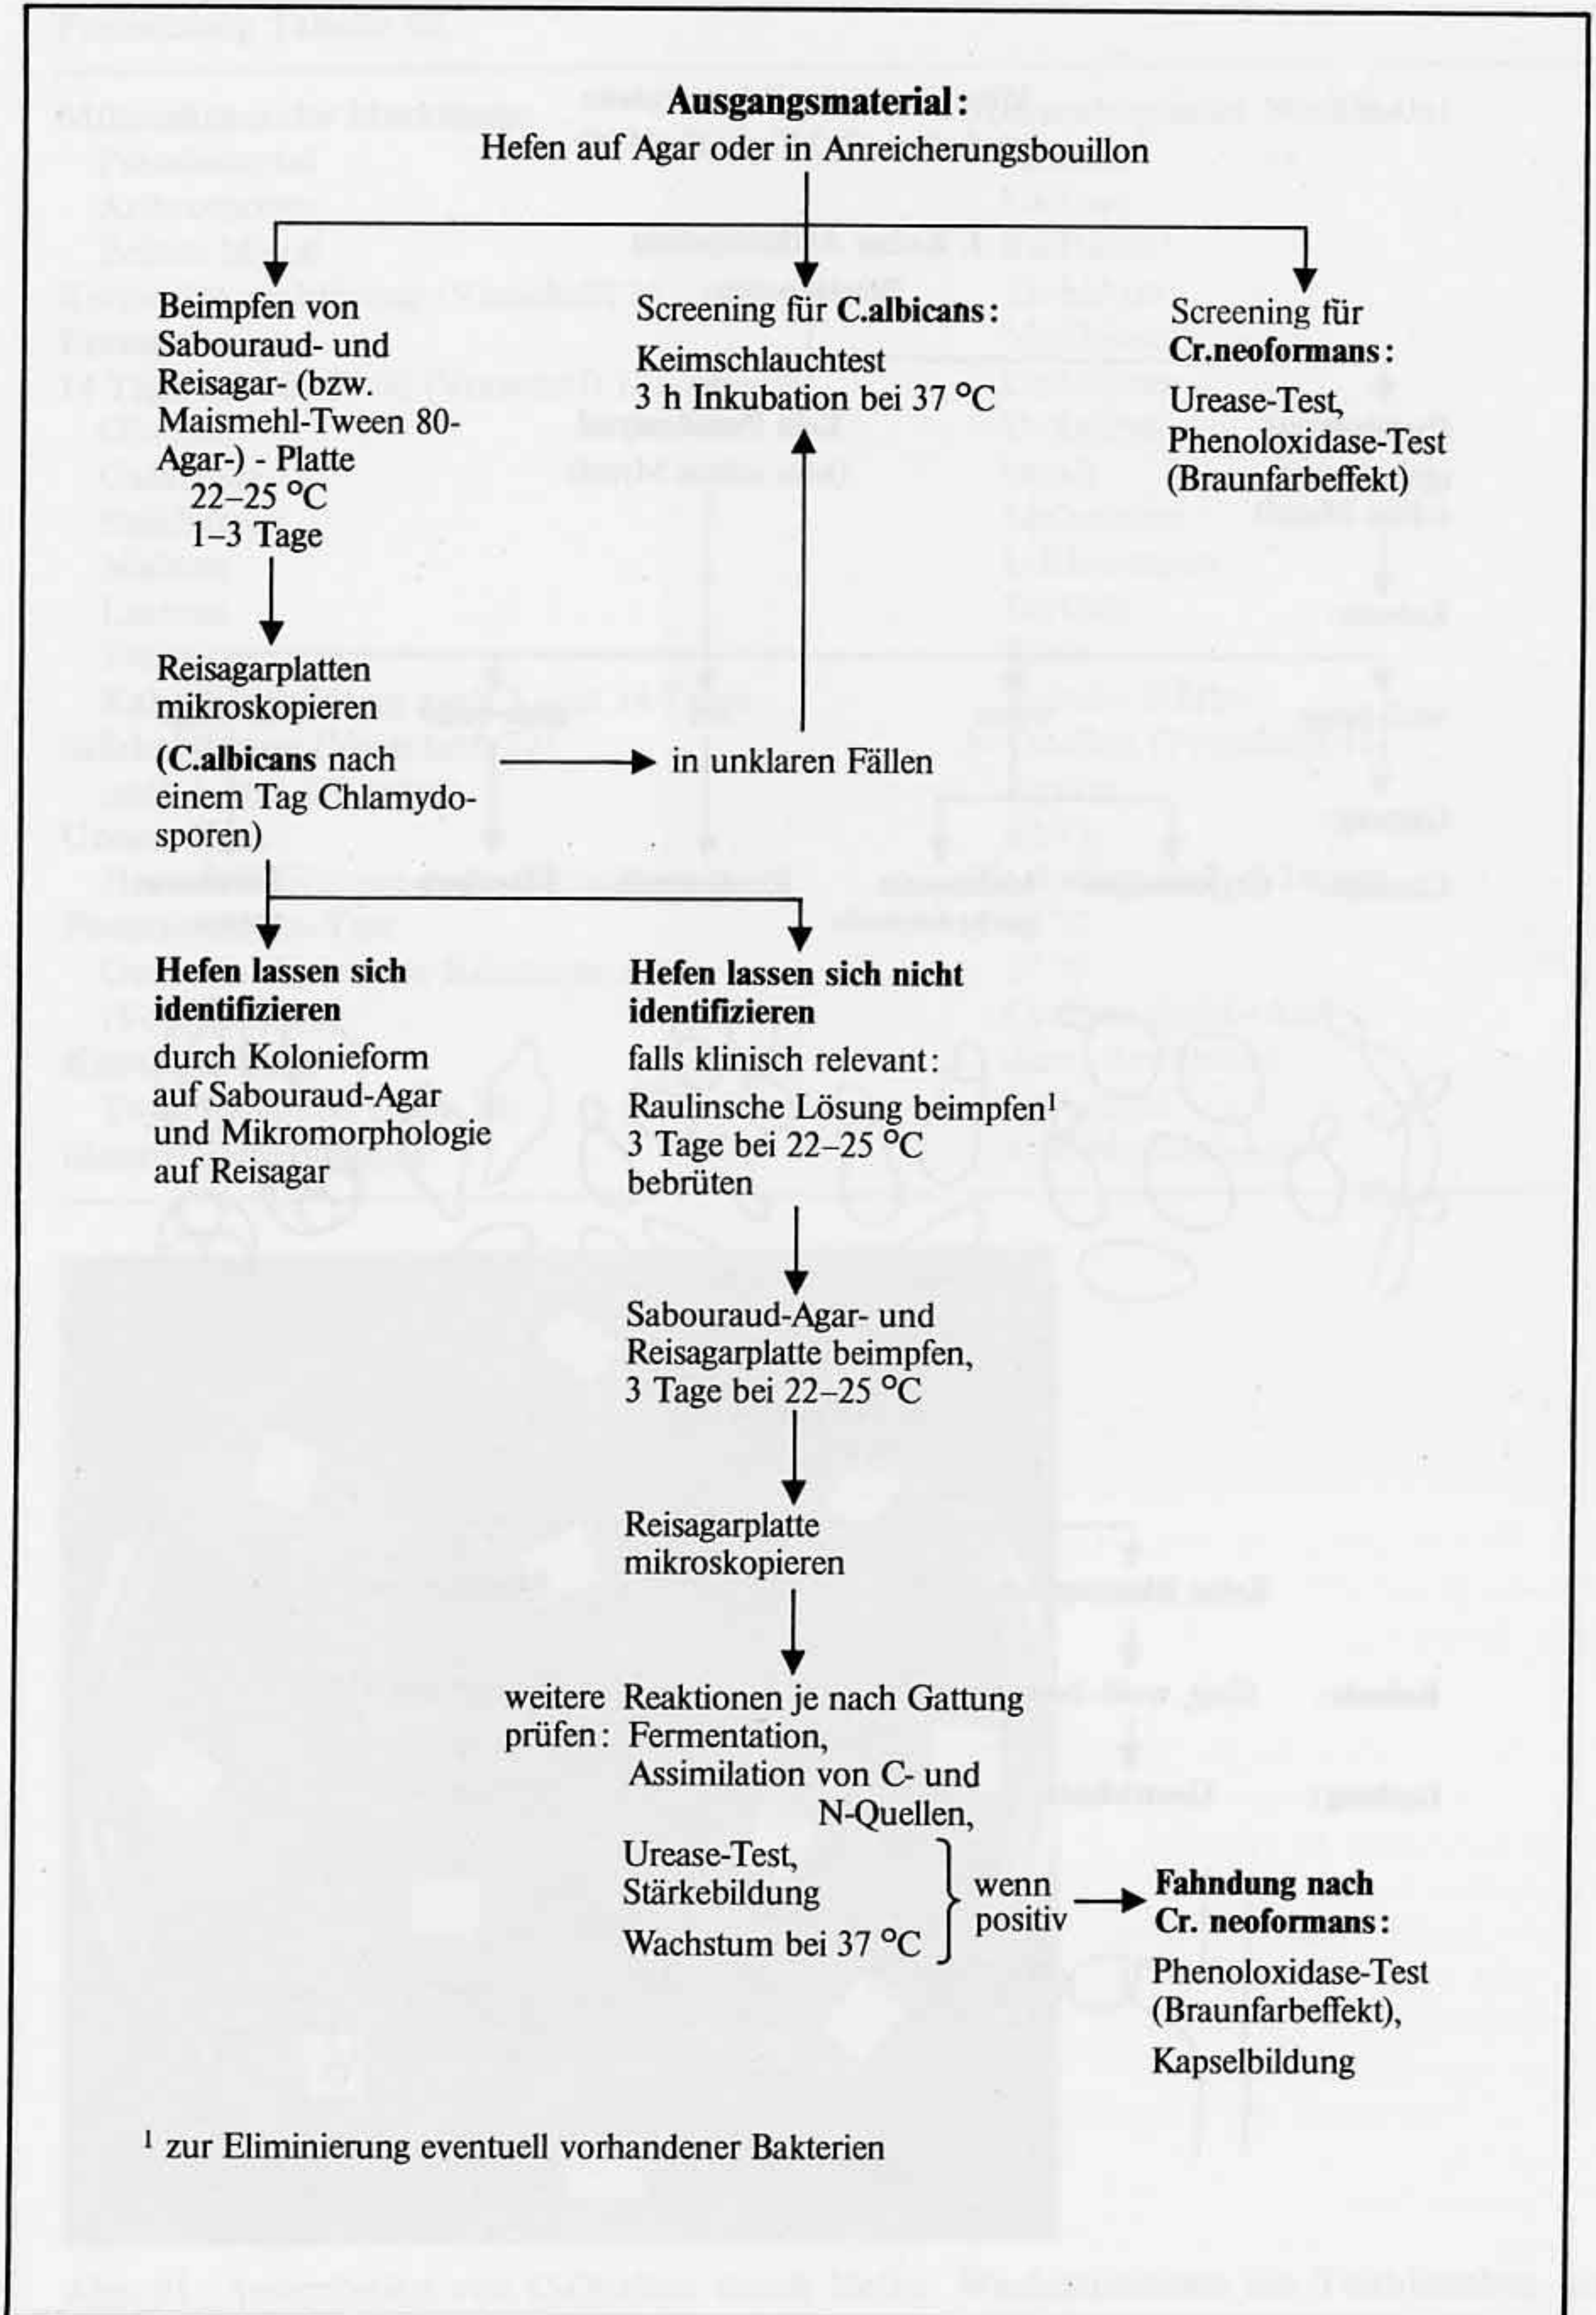 Ausgangsmaterial:
Hefen auf Agar oder in Anreicherungsbouillon
Beimpfen von
Sabouraud- und
Reisagar- (bzw.
Maismehl-Tween 80-
Agar-) - Platte
22–25 °C
1–3 Tage
Screening für C.albicans:
Keimschlauchtest
3 h Inkubation bei 37 °C
Screening für
Cr.neoformans:
Urease-Test,
Phenoloxidase-Test
(Braunfarbeffekt)
Reisagarplatten
mikroskopieren
(C.albicans nach
einem Tag Chlamydo-
sporen)
in unklaren Fällen
Hefen lassen sich
identifizieren
durch Kolonieform
auf Sabouraud-Agar
und Mikromorphologie
auf Reisagar
Hefen lassen sich nicht
identifizieren
falls klinisch relevant:
Raulinsche Lösung beimpfen¹
3 Tage bei 22–25 °C
bebrüten
Sabouraud-Agar- und
Reisagarplatte beimpfen,
3 Tage bei 22–25 °C
Reisagarplatte
mikroskopieren
weitere Reaktionen je nach Gattung
prüfen: Fermentation,
Assimilation von C- und
N-Quellen,
Urease-Test,
Stärkebildung
Wachstum bei 37 °C
wenn
positiv
Fahndung nach
Cr. neoformans:
Phenoloxidase-Test
(Braunfarbeffekt),
Kapselbildung
¹ zur Eliminierung eventuell vorhandener Bakterien